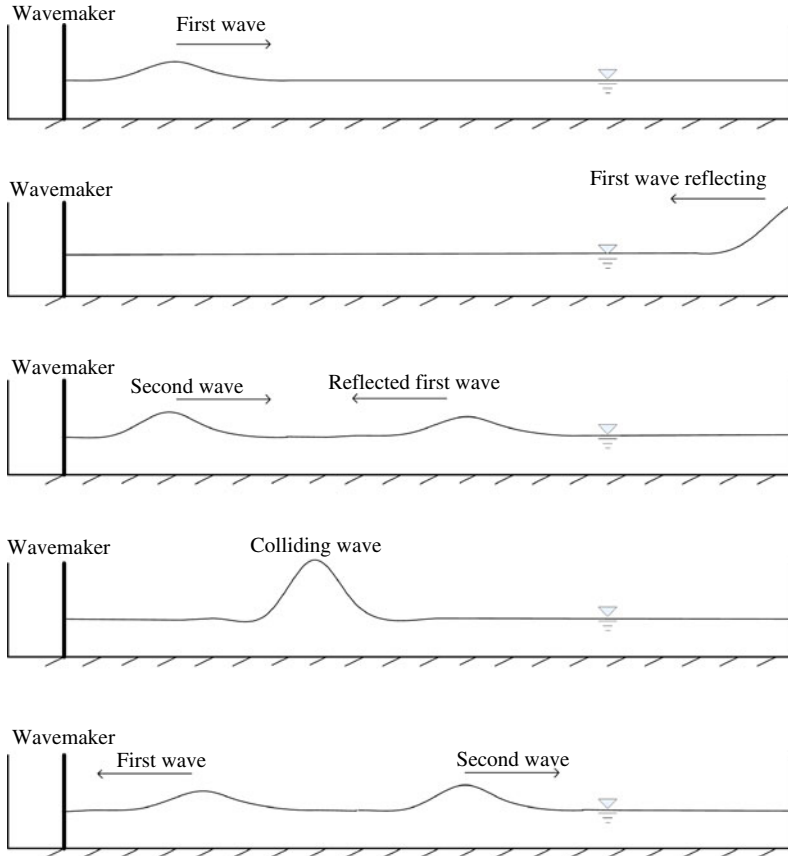 Wavemaker
First wave
Wavemaker
First wave reflecting
Wavemaker
Second wave
Reflected first wave
Wavemaker
Colliding wave
Wavemaker
First wave
Second wave